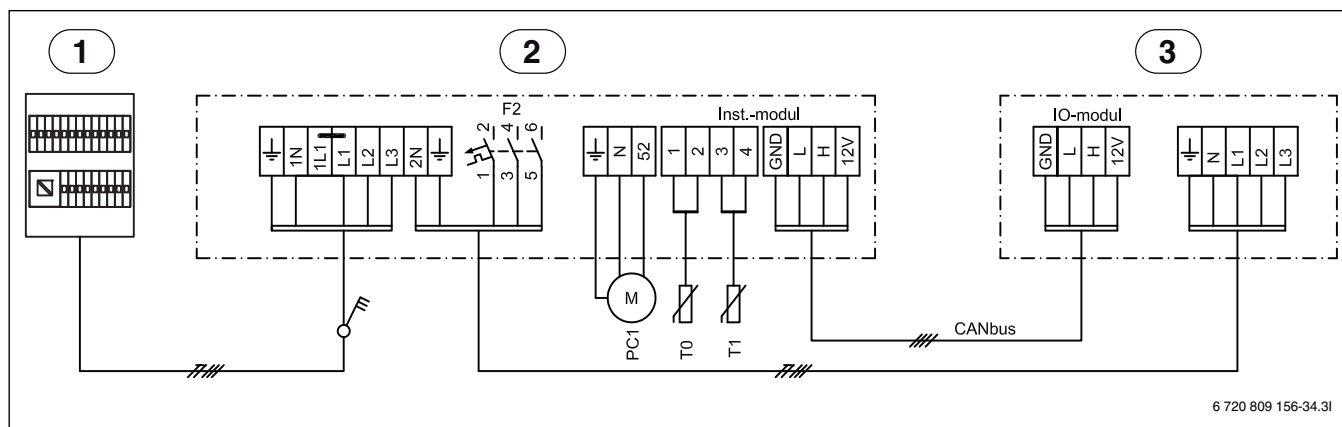 1
2
3
F2
Inst.-modul
IO-modul
2 4 6
1N 1L1 L1 L2 L3 2N
1 3 5
N 52
1 2 3 4
GND L H 12V
GND L H 12V
N L1 L2 L3
M
PC1
T0
T1
CANbus
6 720 809 156-34.3I